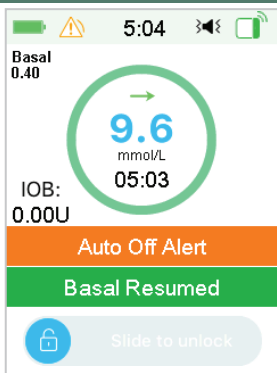 5:04
Basal
0.40
→
9.6
mmol/L
05:03
IOB:
0.00U
Auto Off Alert
Basal Resumed
Slide to unlock